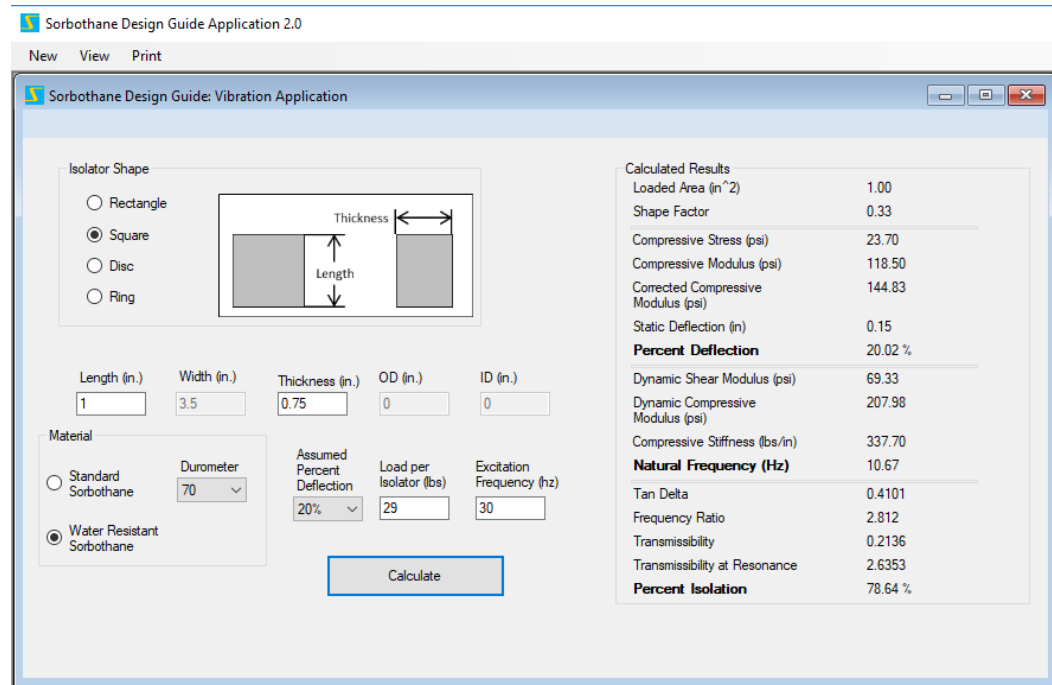 Sorbothane Design Guide Application 2.0
New View Print
Sorbothane Design Guide: Vibration Application
Isolator Shape
Rectangle
Square
Disc
Ring
Thickness
Length
Length (in.) Width (in.) Thickness (in.) OD (in.) ID (in.)
1 3.5 0.75 0 0
Material
Standard
Sorbothane
Water Resistant
Sorbothane
Durometer
70
Assumed
Percent
Deflection
20%
Load per
Isolator (lbs)
29
Excitation
Frequency (hz)
30
Calculate
Calculated Results
Loaded Area (in^2) 1.00
Shape Factor 0.33
Compressive Stress (psi) 23.70
Compressive Modulus (psi) 118.50
Corrected Compressive 144.83
Modulus (psi)
Static Deflection (in) 0.15
Percent Deflection 20.02 %
Dynamic Shear Modulus (psi) 69.33
Dynamic Compressive 207.98
Modulus (psi)
Compressive Stiffness (lbs/in) 337.70
Natural Frequency (Hz) 10.67
Tan Delta 0.4101
Frequency Ratio 2.812
Transmissibility 0.2136
Transmissibility at Resonance 2.6353
Percent Isolation 78.64 %